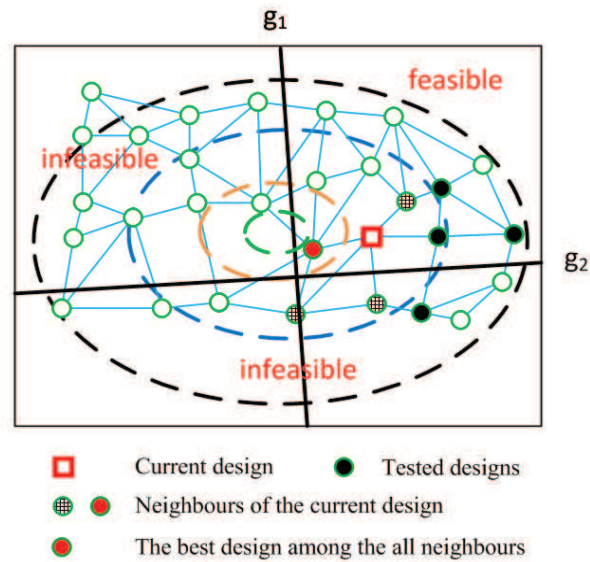 g1
feasible
infeasible
g2
infeasible
Current design
Tested designs
Neighbours of the current design
The best design among the all neighbours